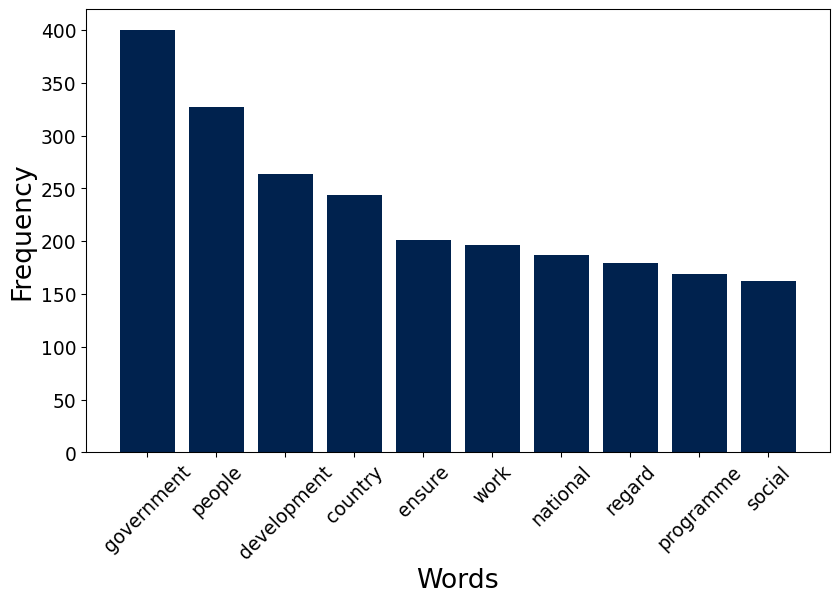 400
350
300
250
200
150
100
50
0
Frequency
government
people
development
country
ensure
work
national
regard
programme
social
Words